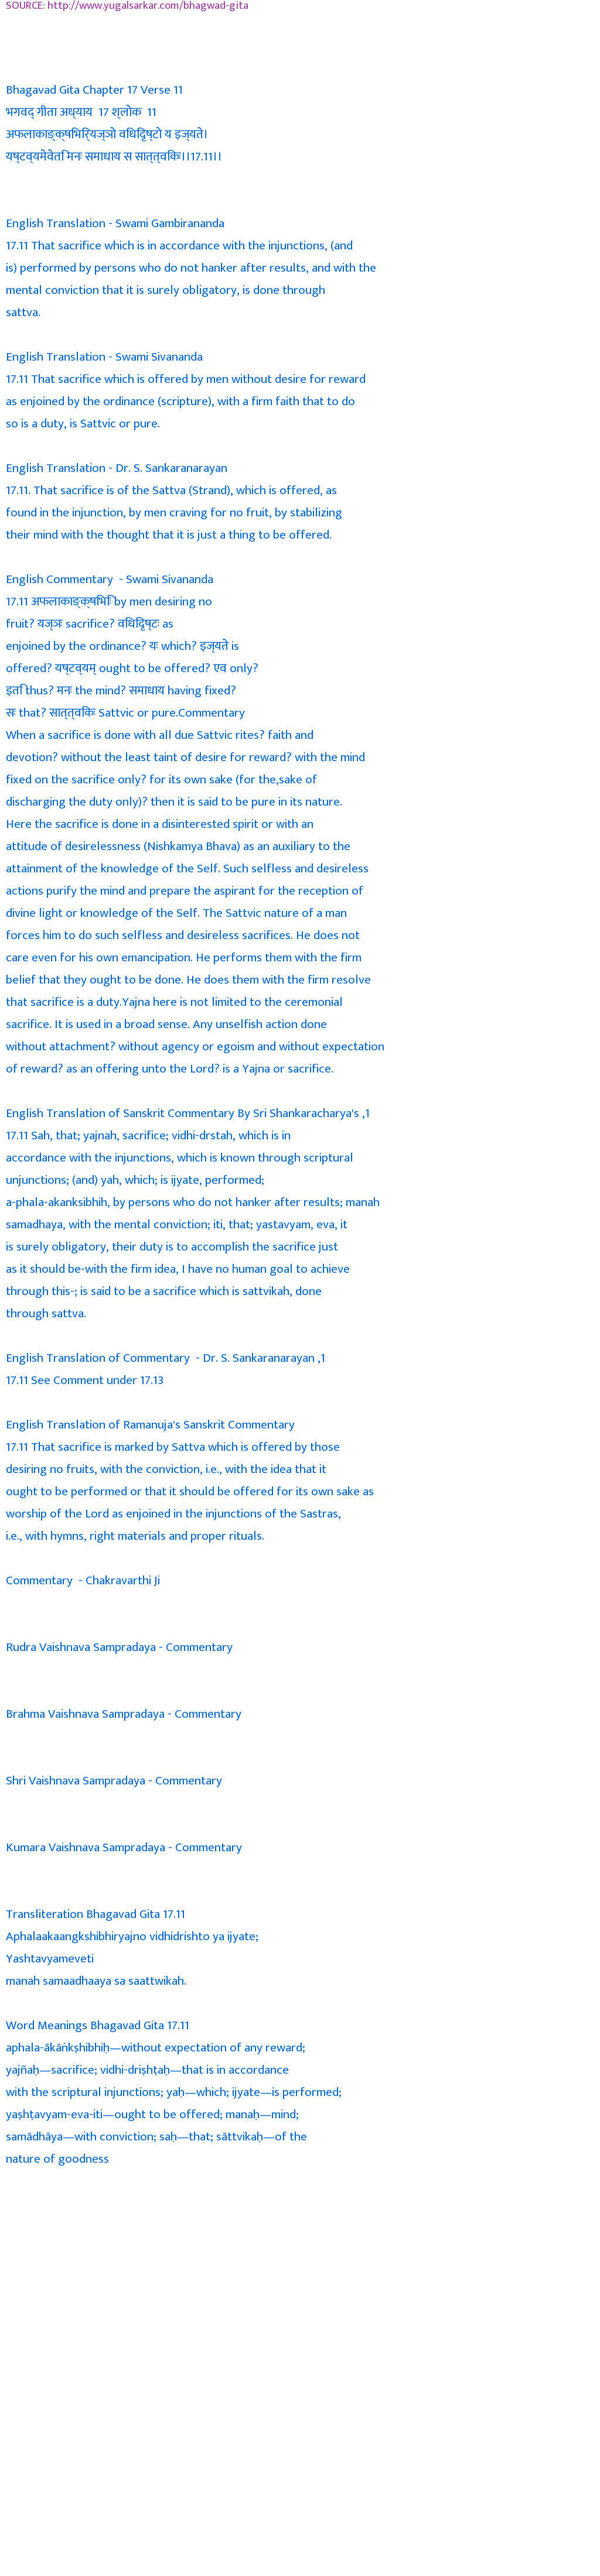 SOURCE: http://www.yugalsarkar.com/bhagwad-gita
Bhagavad Gita Chapter 17 Verse 11
भगवद् गीता अध्याय 17 श्लोक 11
अफलाकाङ्क्षिभिर्यज्ञो विधिदृष्टो य इज्यते।
यष्टव्यमेवेति मनः समाधाय स सात्त्विकः।।17.11।।
English Translation - Swami Gambirananda
17.11 That sacrifice which is in accordance with the injunctions, (and
is) performed by persons who do not hanker after results, and with the
mental conviction that it is surely obligatory, is done through
sattva.
English Translation - Swami Sivananda
17.11 That sacrifice which is offered by men without desire for reward
as enjoined by the ordinance (scripture), with a firm faith that to do
so is a duty, is Sattvic or pure.
English Translation - Dr. S. Sankaranarayan
17.11. That sacrifice is of the Sattva (Strand), which is offered, as
found in the injunction, by men craving for no fruit, by stabilizing
their mind with the thought that it is just a thing to be offered.
English Commentary - Swami Sivananda
17.11 अफलाकाङ्क्षिभिः by men desiring no
fruit? यज्ञः sacrifice? विधिदृष्टः as
enjoined by the ordinance? यः which? इज्यते is
offered? यष्टव्यम् ought to be offered? एव only?
इति thus? मनः the mind? समाधाय having fixed?
सः that? सात्त्विकः Sattvic or pure.Commentary
When a sacrifice is done with all due Sattvic rites? faith and
devotion? without the least taint of desire for reward? with the mind
fixed on the sacrifice only? for its own sake (for the,sake of
discharging the duty only)? then it is said to be pure in its nature.
Here the sacrifice is done in a disinterested spirit or with an
attitude of desirelessness (Nishkamya Bhava) as an auxiliary to the
attainment of the knowledge of the Self. Such selfless and desireless
actions purify the mind and prepare the aspirant for the reception of
divine light or knowledge of the Self. The Sattvic nature of a man
forces him to do such selfless and desireless sacrifices. He does not
care even for his own emancipation. He performs them with the firm
belief that they ought to be done. He does them with the firm resolve
that sacrifice is a duty.Yajna here is not limited to the ceremonial
sacrifice. It is used in a broad sense. Any unselfish action done
without attachment? without agency or egoism and without expectation
of reward? as an offering unto the Lord? is a Yajna or sacrifice.
English Translation of Sanskrit Commentary By Sri Shankaracharya's ,1
17.11 Sah, that; yajnah, sacrifice; vidhi-drstah, which is in
accordance with the injunctions, which is known through scriptural
unjunctions; (and) yah, which; is ijyate, performed;
a-phala-akanksibhih, by persons who do not hanker after results; manah
samadhaya, with the mental conviction; iti, that; yastavyam, eva, it
is surely obligatory, their duty is to accomplish the sacrifice just
as it should be-with the firm idea, I have no human goal to achieve
through this-; is said to be a sacrifice which is sattvikah, done
through sattva.
English Translation of Commentary - Dr. S. Sankaranarayan ,1
17.11 See Comment under 17.13
English Translation of Ramanuja's Sanskrit Commentary
17.11 That sacrifice is marked by Sattva which is offered by those
desiring no fruits, with the conviction, i.e., with the idea that it
ought to be performed or that it should be offered for its own sake as
worship of the Lord as enjoined in the injunctions of the Sastras,
i.e., with hymns, right materials and proper rituals.
Commentary - Chakravarthi Ji
Rudra Vaishnava Sampradaya - Commentary
Brahma Vaishnava Sampradaya - Commentary
Shri Vaishnava Sampradaya - Commentary
Kumara Vaishnava Sampradaya - Commentary
Transliteration Bhagavad Gita 17.11
Aphalaakaangkshibhiryajno vidhidrishto ya ijyate;
Yashtavyameveti
manah samaadhaaya sa saattwikah.
Word Meanings Bhagavad Gita 17.11
aphala-ākāṅkṣhibhiḥ—without expectation of any reward;
yajñaḥ—sacrifice; vidhi-driṣhṭaḥ—that is in accordance
with the scriptural injunctions; yaḥ—which; ijyate—is performed;
yaṣhṭavyam-eva-iti—ought to be offered; manaḥ—mind;
samādhāya—with conviction; saḥ—that; sāttvikaḥ—of the
nature of goodness